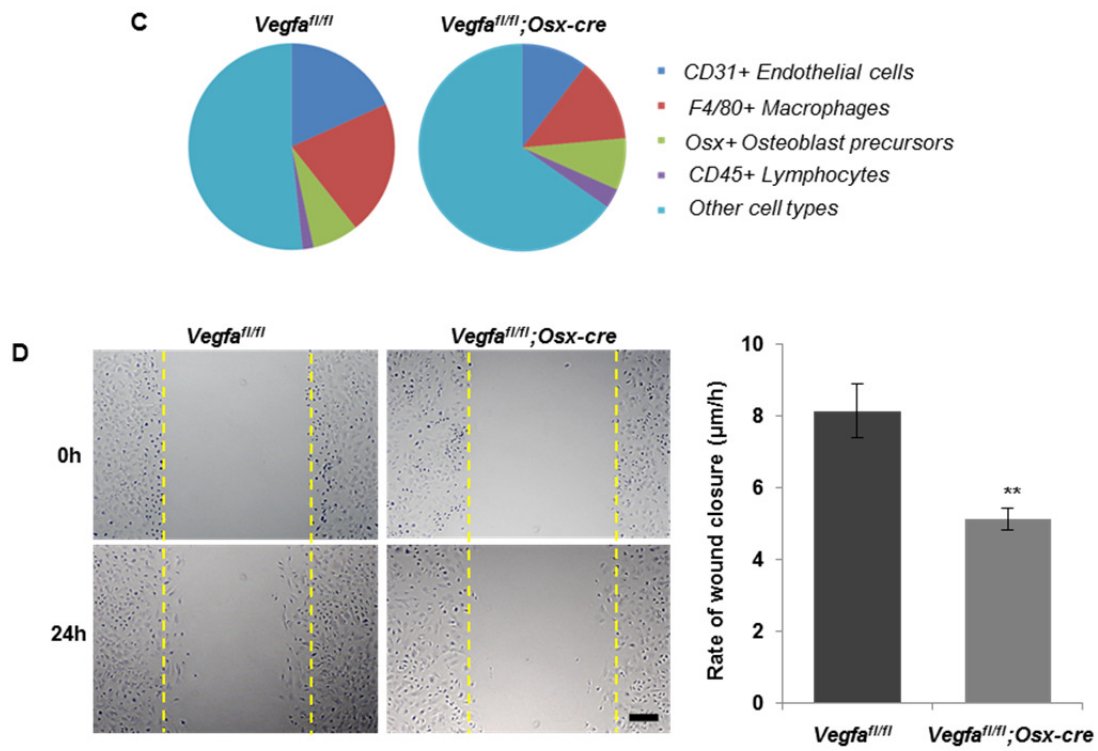 C
Vegfa^fl/fl
Vegfa^fl/fl;Osx-cre
CD31+ Endothelial cells
F4/80+ Macrophages
Osx+ Osteoblast precursors
CD45+ Lymphocytes
Other cell types
D
Vegfa^fl/fl
Vegfa^fl/fl;Osx-cre
0h
24h
Rate of wound closure (µm/h)
10
8
6
4
2
0
**
Vegfa^fl/fl
Vegfa^fl/fl;Osx-cre